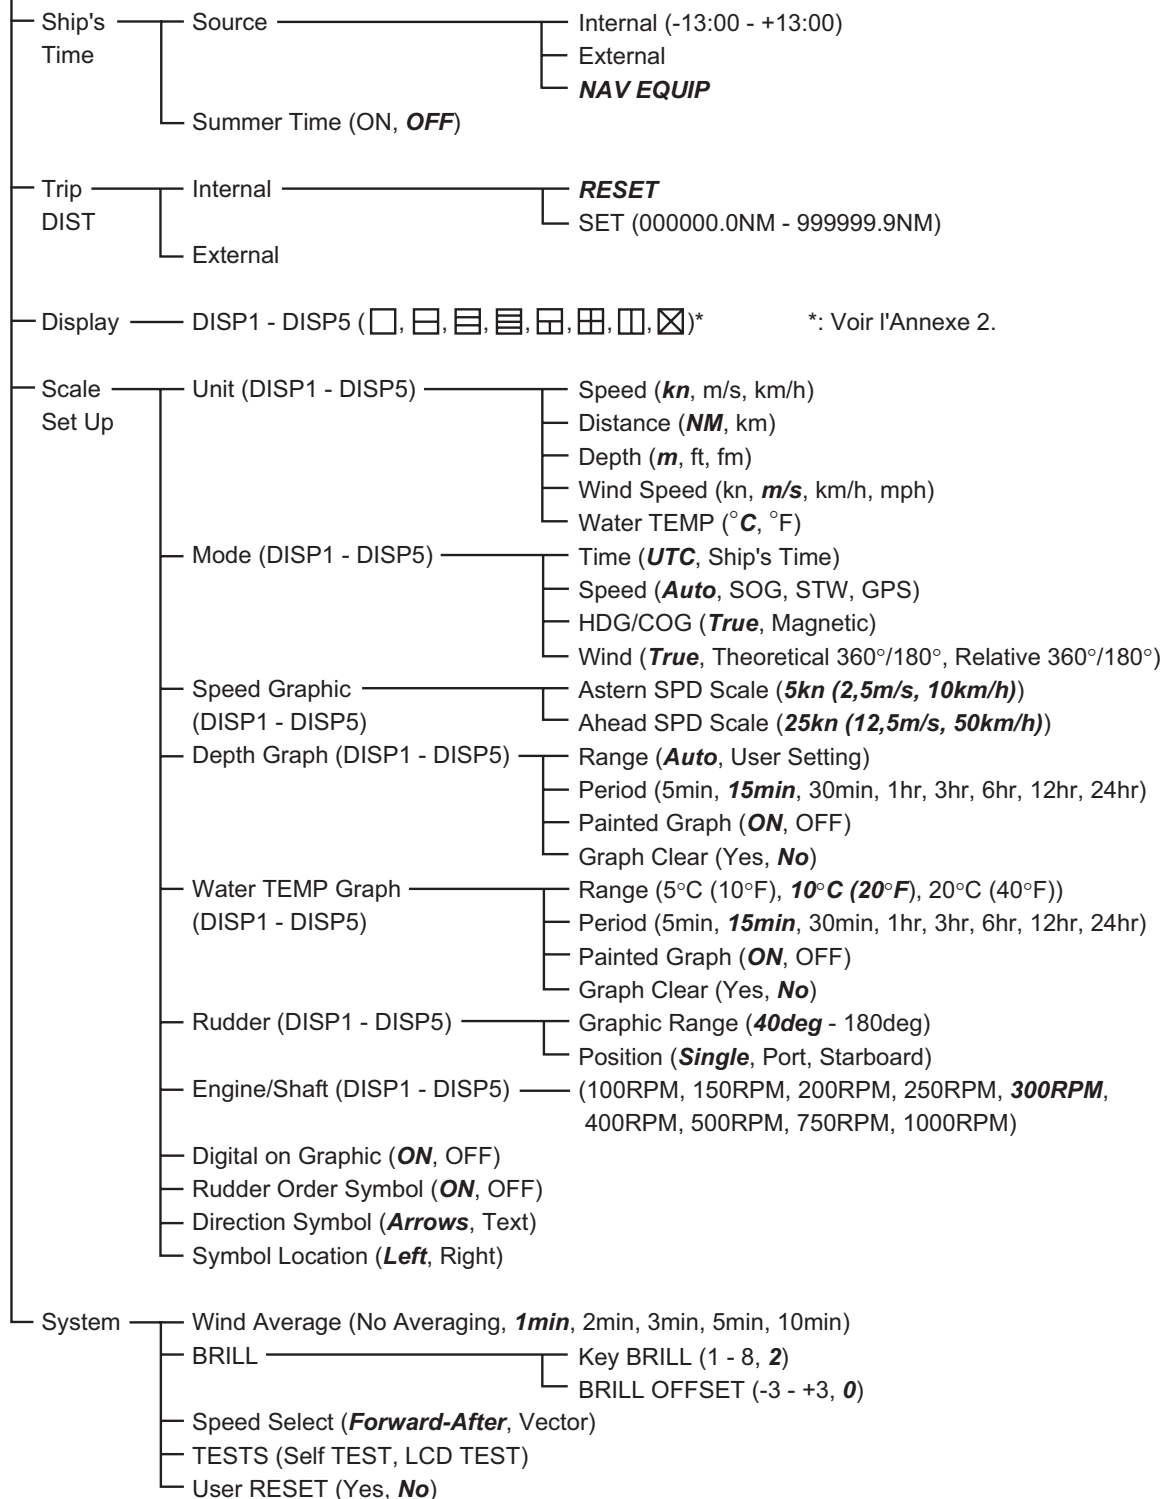 Ship's Source Internal (-13:00 - +13:00)
Time External
NAV EQUIP
Summer Time (ON, OFF)
Trip Internal RESET
DIST SET (000000.0NM - 999999.9NM)
External
Display DISP1 - DISP5 ( , , , , , , , )* *: Voir l'Annexe 2.
Scale Unit (DISP1 - DISP5) Speed (kn, m/s, km/h)
Set Up Distance (NM, km)
Depth (m, ft, fm)
Wind Speed (kn, m/s, km/h, mph)
Water TEMP (°C, °F)
Mode (DISP1 - DISP5) Time (UTC, Ship's Time)
Speed (Auto, SOG, STW, GPS)
HDG/COG (True, Magnetic)
Wind (True, Theoretical 360°/180°, Relative 360°/180°)
Speed Graphic Astern SPD Scale (5kn (2,5m/s, 10km/h))
(DISP1 - DISP5) Ahead SPD Scale (25kn (12,5m/s, 50km/h))
Depth Graph (DISP1 - DISP5) Range (Auto, User Setting)
Period (5min, 15min, 30min, 1hr, 3hr, 6hr, 12hr, 24hr)
Painted Graph (ON, OFF)
Graph Clear (Yes, No)
Water TEMP Graph Range (5°C (10°F), 10°C (20°F), 20°C (40°F))
(DISP1 - DISP5) Period (5min, 15min, 30min, 1hr, 3hr, 6hr, 12hr, 24hr)
Painted Graph (ON, OFF)
Graph Clear (Yes, No)
Rudder (DISP1 - DISP5) Graphic Range (40deg - 180deg)
Position (Single, Port, Starboard)
Engine/Shaft (DISP1 - DISP5) (100RPM, 150RPM, 200RPM, 250RPM, 300RPM,
400RPM, 500RPM, 750RPM, 1000RPM)
Digital on Graphic (ON, OFF)
Rudder Order Symbol (ON, OFF)
Direction Symbol (Arrows, Text)
Symbol Location (Left, Right)
System Wind Average (No Averaging, 1min, 2min, 3min, 5min, 10min)
BRILL Key BRILL (1 - 8, 2)
BRILL OFFSET (-3 - +3, 0)
Speed Select (Forward-After, Vector)
TESTS (Self TEST, LCD TEST)
User RESET (Yes, No)